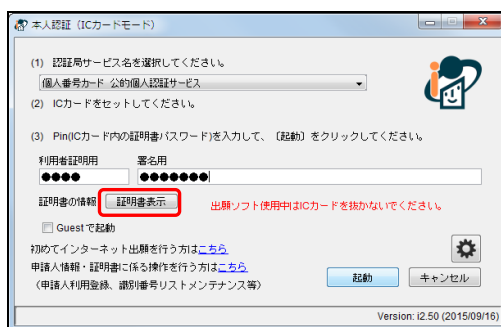 本人認証（ICカードモード）
(1) 認証局サービス名を選択してください。
個人番号カード 公的個人認証サービス
(2) ICカードをセットしてください。
(3) Pin(ICカード内の証明書パスワード)を入力して、〔起動〕をクリックしてください。
利用者証明用 署名用
●●●● ●●●●●●●
証明書の情報 証明書表示 出願ソフト使用中はICカードを抜かないでください。
Guestで起動
初めてインターネット出願を行う方はこちら
申請人情報・証明書に係る操作を行う方はこちら
（申請人利用登録、識別番号リストメンテナンス等）
起動 キャンセル
Version: i2.50 (2015/09/16)